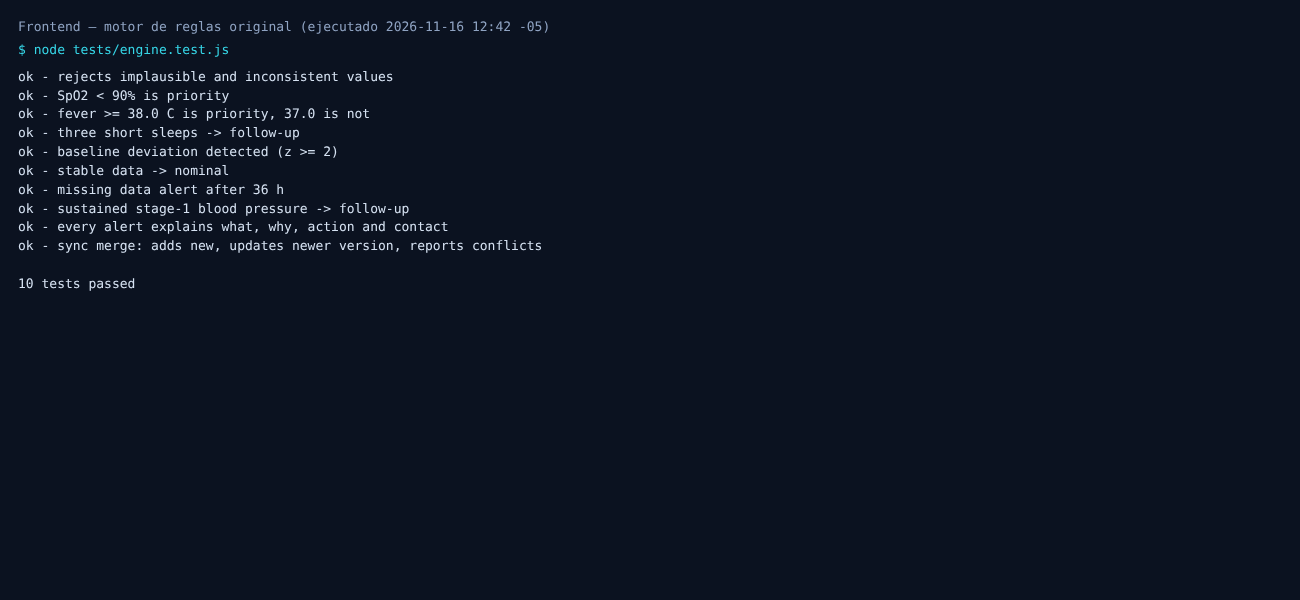 Frontend — motor de reglas original (ejecutado 2026-11-16 12:42 -05)
$ node tests/engine.test.js
ok - rejects implausible and inconsistent values
ok - SpO2 < 90% is priority
ok - fever >= 38.0 C is priority, 37.0 is not
ok - three short sleeps -> follow-up
ok - baseline deviation detected (z >= 2)
ok - stable data -> nominal
ok - missing data alert after 36 h
ok - sustained stage-1 blood pressure -> follow-up
ok - every alert explains what, why, action and contact
ok - sync merge: adds new, updates newer version, reports conflicts
10 tests passed